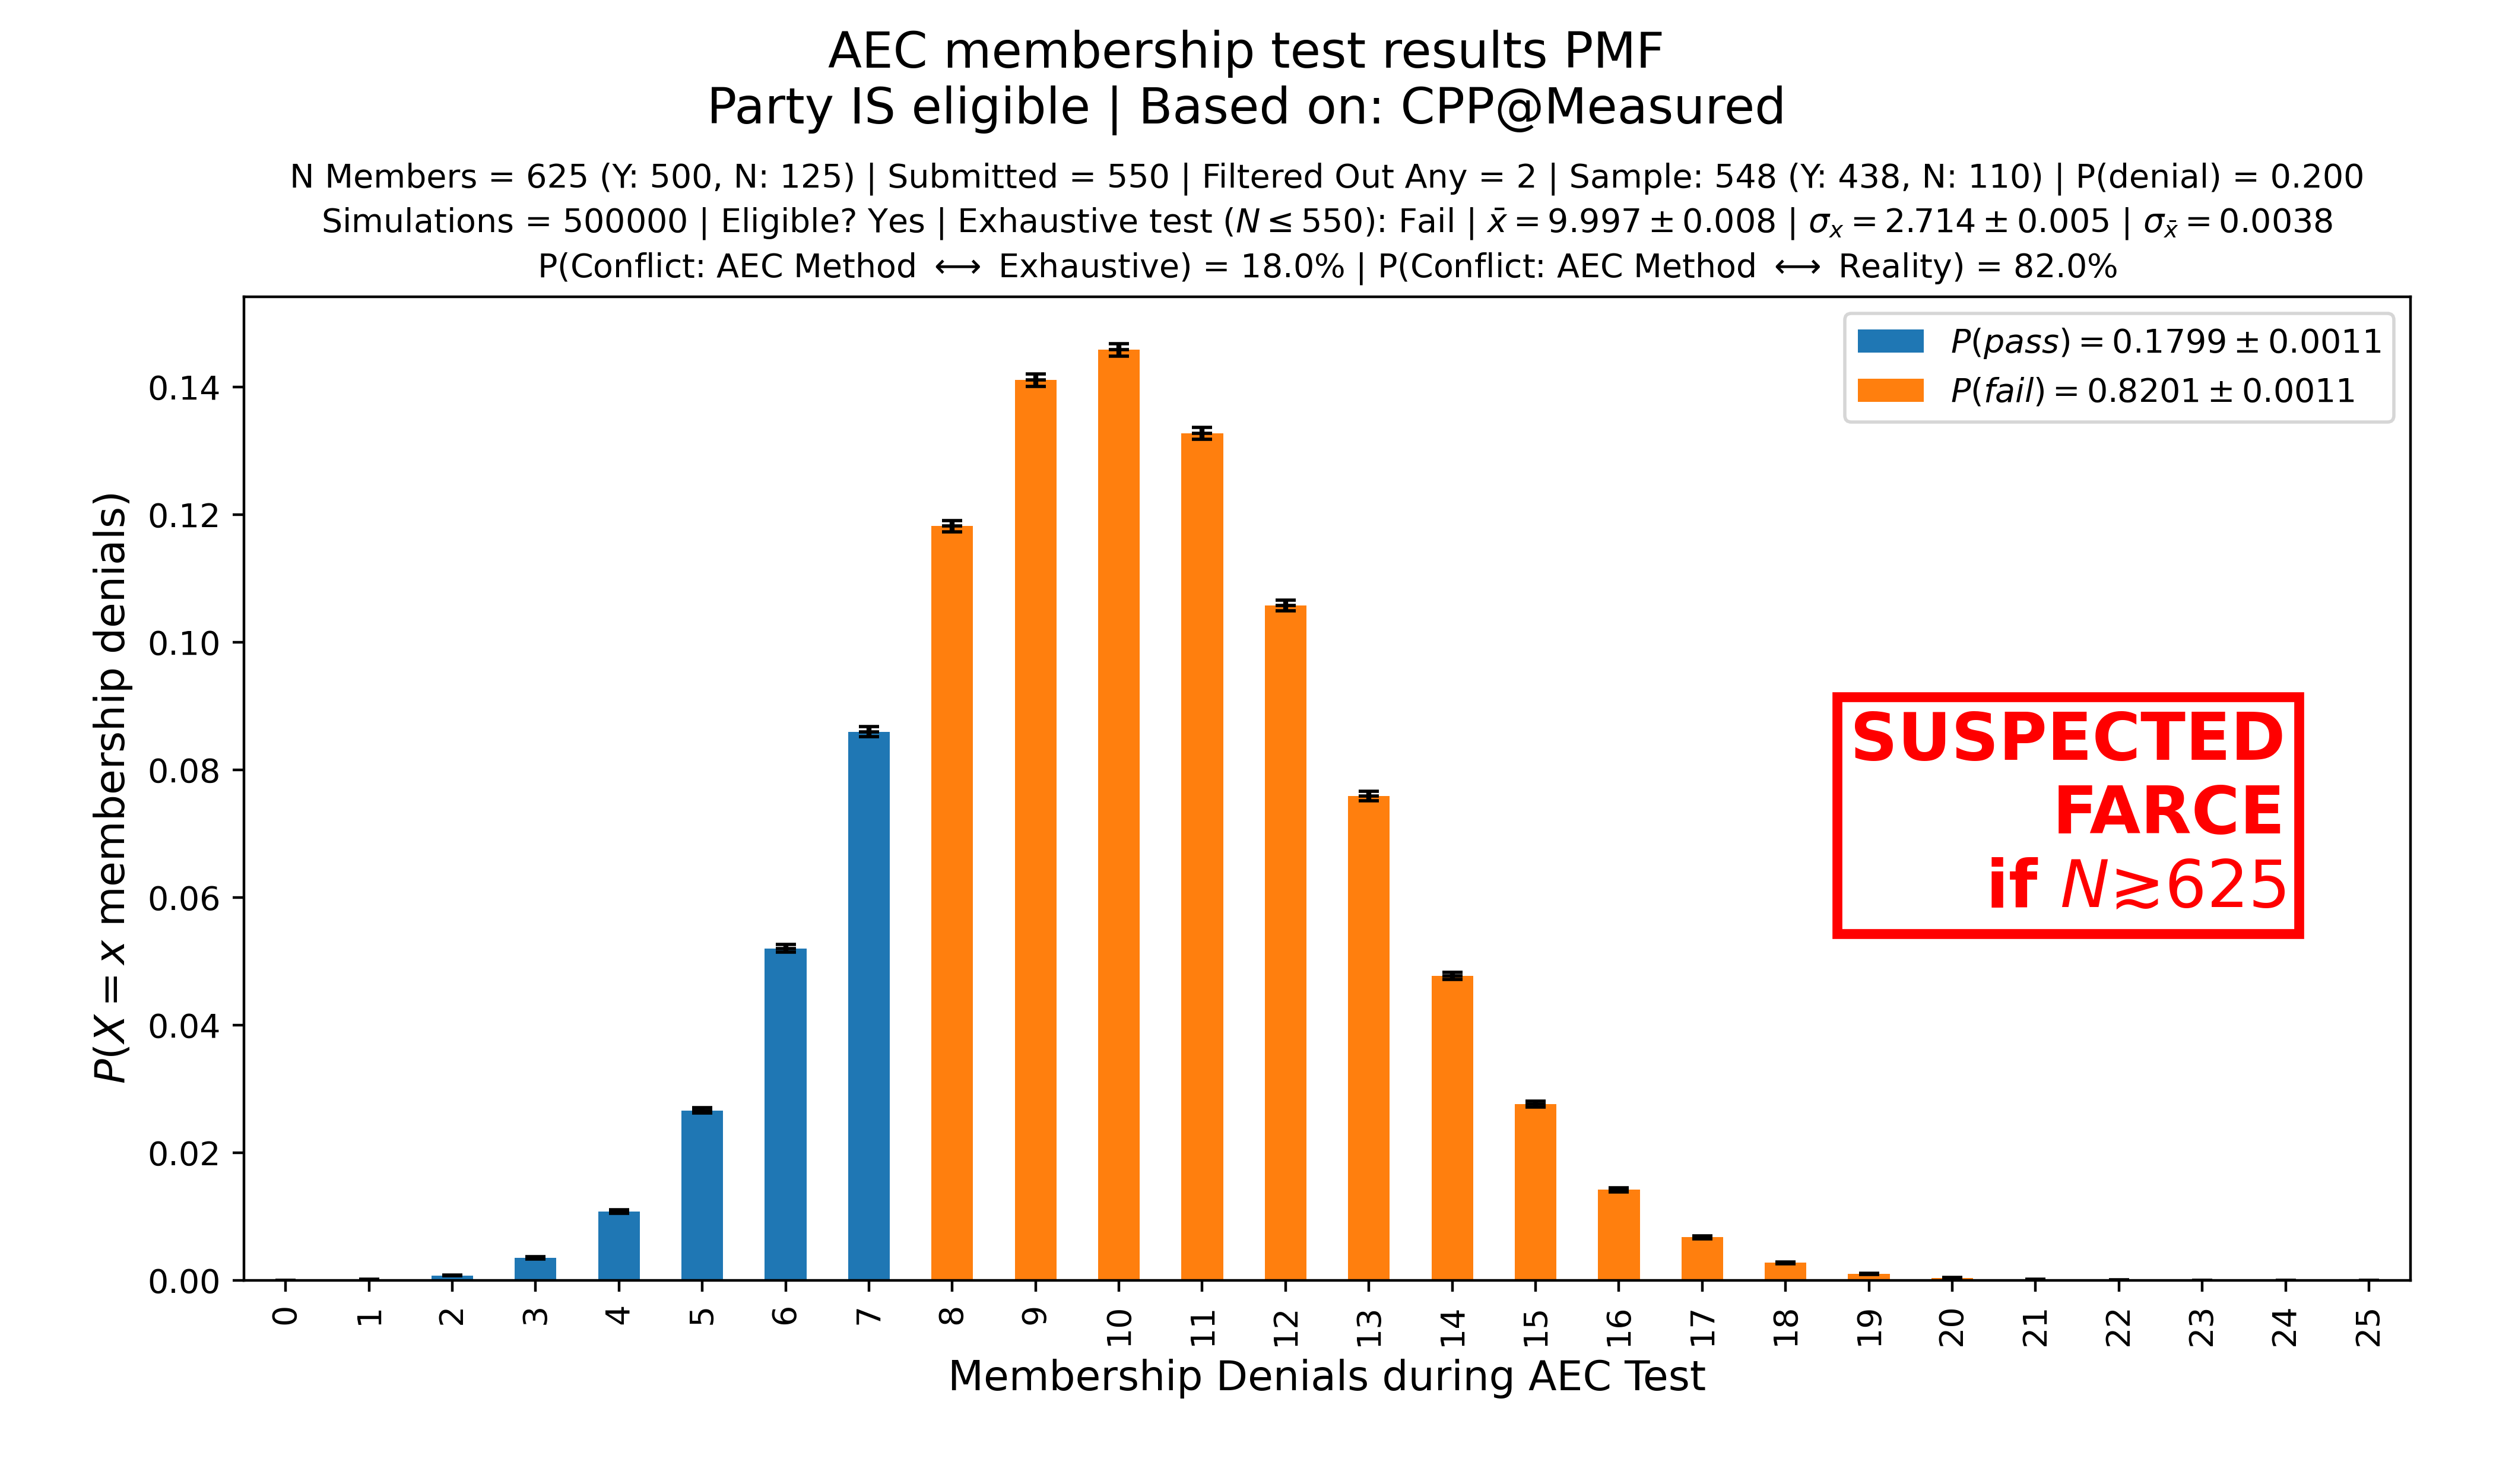 AEC membership test results PMF
Party IS eligible | Based on: CPP@Measured
N Members = 625 (Y: 500, N: 125) | Submitted = 550 | Filtered Out Any = 2 | Sample: 548 (Y: 438, N: 110) | P(denial) = 0.200
Simulations = 500000 | Eligible? Yes | Exhaustive test (N ≤ 550): Fail | x̄ = 9.997 ± 0.008 | σₓ = 2.714 ± 0.005 | σ_x̄ = 0.0038
P(Conflict: AEC Method ⟷ Exhaustive) = 18.0% | P(Conflict: AEC Method ⟷ Reality) = 82.0%
P(pass) = 0.1799 ± 0.0011
P(fail) = 0.8201 ± 0.0011
P(X = x membership denials)
0.14
0.12
0.10
0.08
0.06
0.04
0.02
0.00
SUSPECTED
FARCE
if N⪆625
0 1 2 3 4 5 6 7 8 9 10 11 12 13 14 15 16 17 18 19 20 21 22 23 24 25
Membership Denials during AEC Test